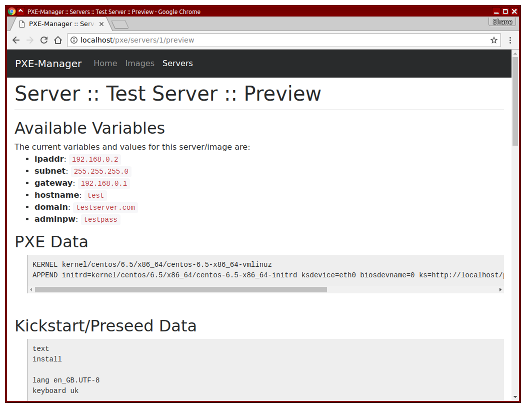 PXE-Manager :: Servers :: Test Server :: Preview - Google Chrome
PXE-Manager :: Serv
localhost/pxe/servers/1/preview
PXE-Manager Home Images Servers
Server :: Test Server :: Preview
Available Variables
The current variables and values for this server/image are:
ipaddr: 192.168.0.2
subnet: 255.255.255.0
gateway: 192.168.0.1
hostname: test
domain: testserver.com
adminpw: testpass
PXE Data
KERNEL kernel/centos/6.5/x86_64/centos-6.5-x86_64-vmlinuz
APPEND initrd=kernel/centos/6.5/x86_64/centos-6.5-x86_64-initrd ksdevice=eth0 biosdevname=0 ks=http://localhost/p
Kickstart/Preseed Data
text
install
lang en_GB.UTF-8
keyboard uk